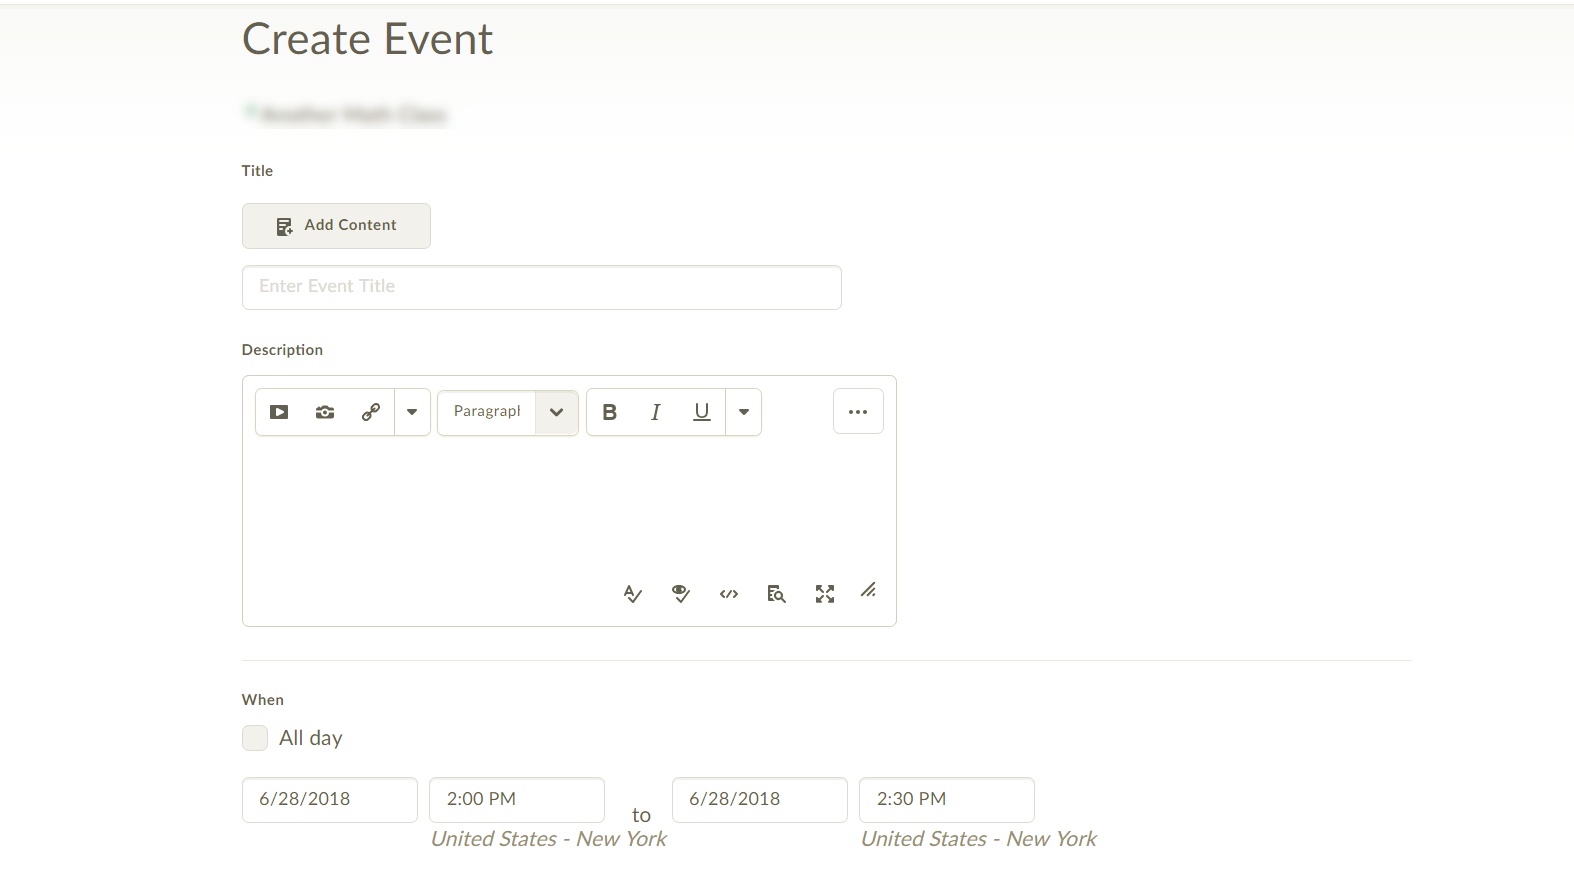 Create Event
Title
Add Content
Enter Event Title
Description
Paragrapl
B I U
When
All day
6/28/2018 2:00 PM to 6/28/2018 2:30 PM
United States - New York United States - New York